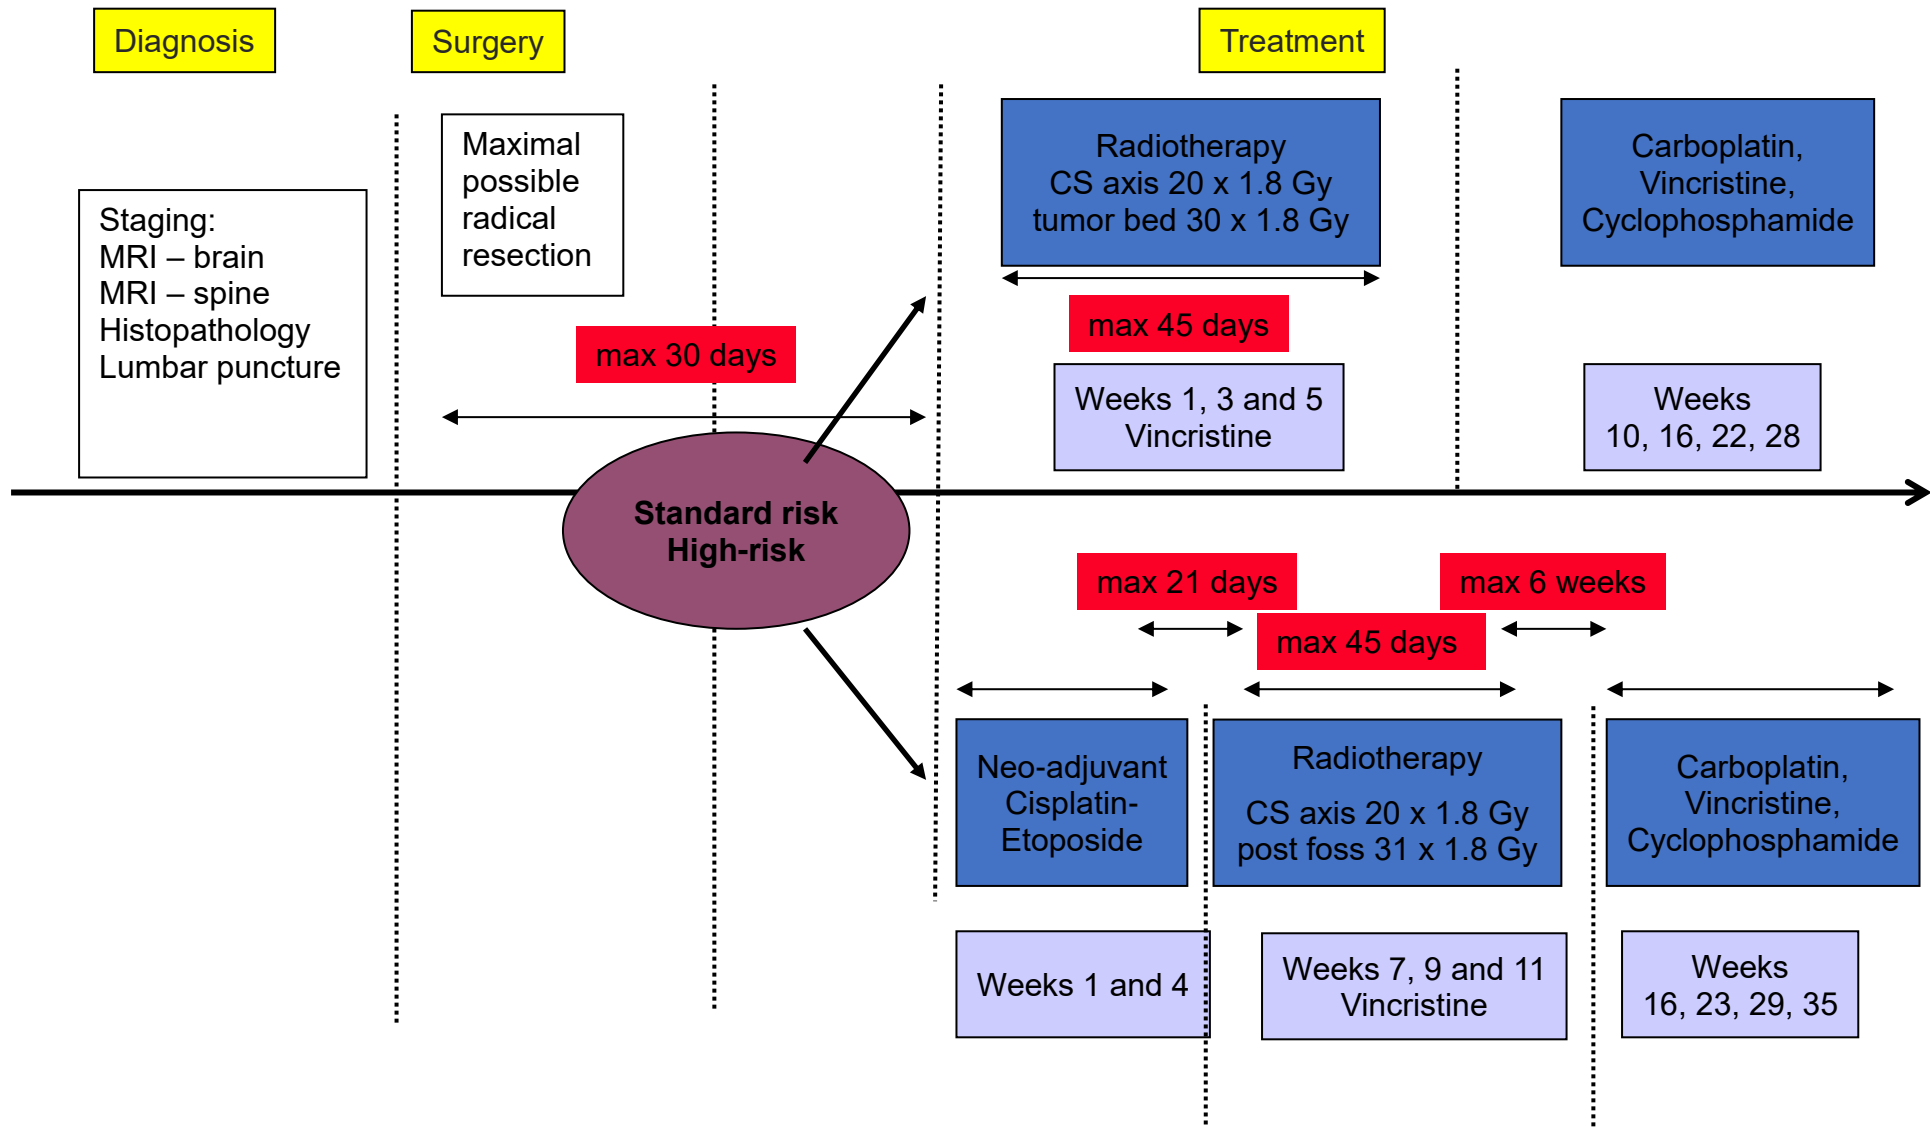 Diagnosis
Surgery
Treatment
Staging:
MRI – brain
MRI – spine
Histopathology
Lumbar puncture
Maximal
possible
radical
resection
max 30 days
Standard risk
High-risk
Radiotherapy
CS axis 20 x 1.8 Gy
tumor bed 30 x 1.8 Gy
max 45 days
Weeks 1, 3 and 5
Vincristine
Carboplatin,
Vincristine,
Cyclophosphamide
Weeks
10, 16, 22, 28
max 21 days
max 45 days
max 6 weeks
Neo-adjuvant
Cisplatin-
Etoposide
Weeks 1 and 4
Radiotherapy
CS axis 20 x 1.8 Gy
post foss 31 x 1.8 Gy
Weeks 7, 9 and 11
Vincristine
Carboplatin,
Vincristine,
Cyclophosphamide
Weeks
16, 23, 29, 35